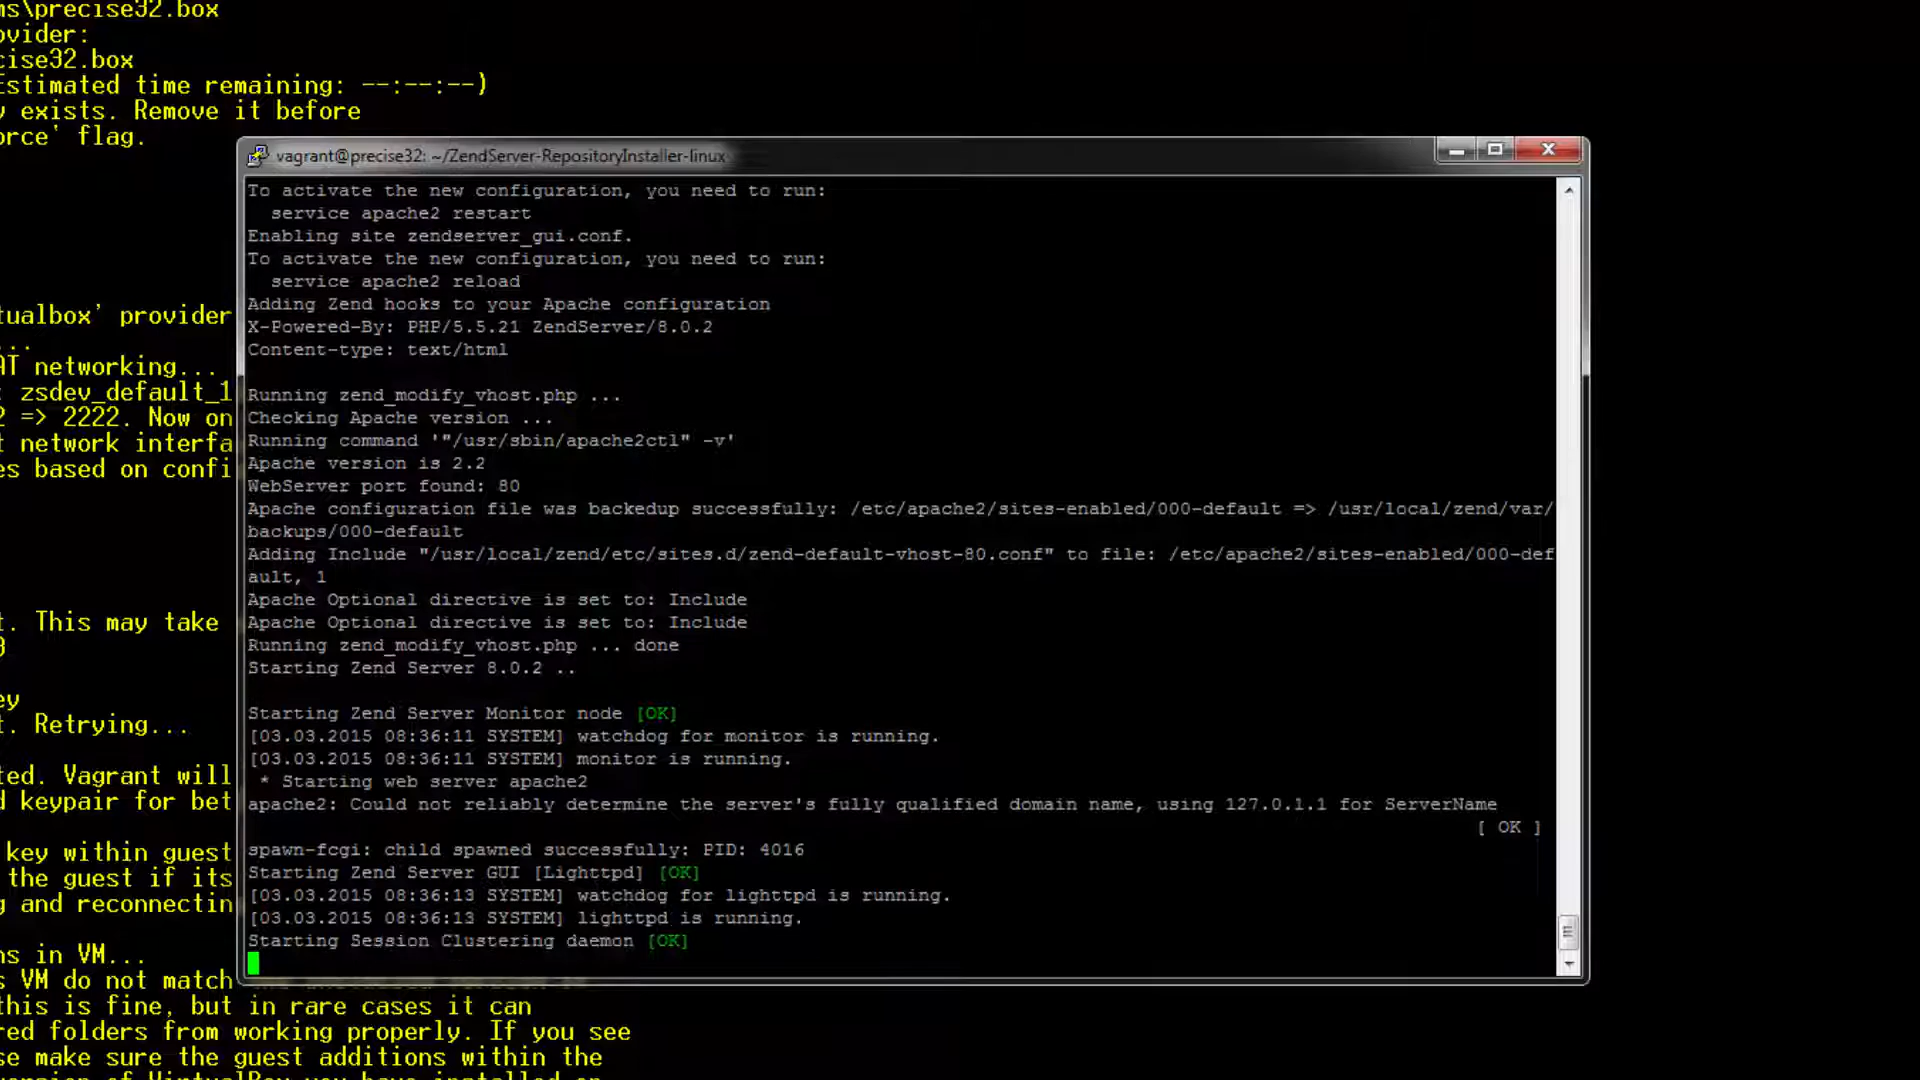 ms\precise32.box
ovider:
cise32.box
Estimated time remaining: --:--:--)
y exists. Remove it before
orce' flag.
tualbox' provider
...
AT networking...
: zsdev_default_1
2 => 2222. Now on
t network interfa
es based on confi
t. This may take
ey
t. Retrying...
ted. Vagrant will
d keypair for bet
key within guest
the guest if its
g and reconnectin
ns in VM...
s VM do not match
this is fine, but in rare cases it can
red folders from working properly. If you see
se make sure the guest additions within the
version of VirtualBox you have installed on
vagrant@precise32: ~/ZendServer-RepositoryInstaller-linux
To activate the new configuration, you need to run:
  service apache2 restart
Enabling site zendserver_gui.conf.
To activate the new configuration, you need to run:
  service apache2 reload
Adding Zend hooks to your Apache configuration
X-Powered-By: PHP/5.5.21 ZendServer/8.0.2
Content-type: text/html
Running zend_modify_vhost.php ...
Checking Apache version ...
Running command '"/usr/sbin/apache2ctl" -v'
Apache version is 2.2
WebServer port found: 80
Apache configuration file was backedup successfully: /etc/apache2/sites-enabled/000-default => /usr/local/zend/var/
backups/000-default
Adding Include "/usr/local/zend/etc/sites.d/zend-default-vhost-80.conf" to file: /etc/apache2/sites-enabled/000-def
ault, 1
Apache Optional directive is set to: Include
Apache Optional directive is set to: Include
Running zend_modify_vhost.php ... done
Starting Zend Server 8.0.2 ..
Starting Zend Server Monitor node [OK]
[03.03.2015 08:36:11 SYSTEM] watchdog for monitor is running.
[03.03.2015 08:36:11 SYSTEM] monitor is running.
 * Starting web server apache2
apache2: Could not reliably determine the server's fully qualified domain name, using 127.0.1.1 for ServerName
[ OK ]
spawn-fcgi: child spawned successfully: PID: 4016
Starting Zend Server GUI [Lighttpd] [OK]
[03.03.2015 08:36:13 SYSTEM] watchdog for lighttpd is running.
[03.03.2015 08:36:13 SYSTEM] lighttpd is running.
Starting Session Clustering daemon [OK]